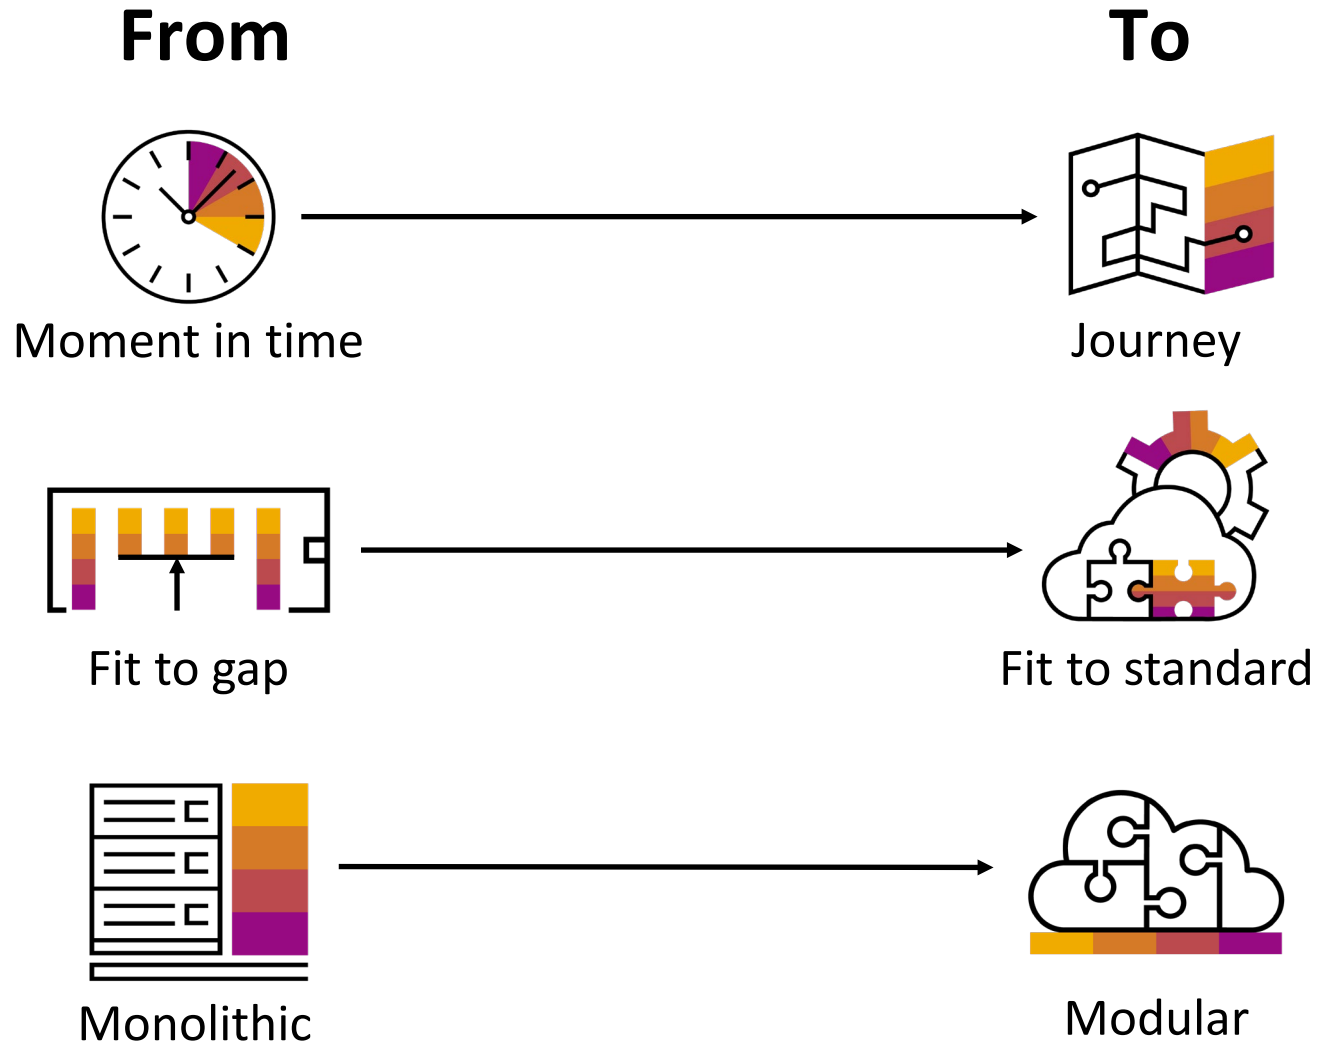 From
To
Moment in time
Journey
Fit to gap
Fit to standard
Monolithic
Modular